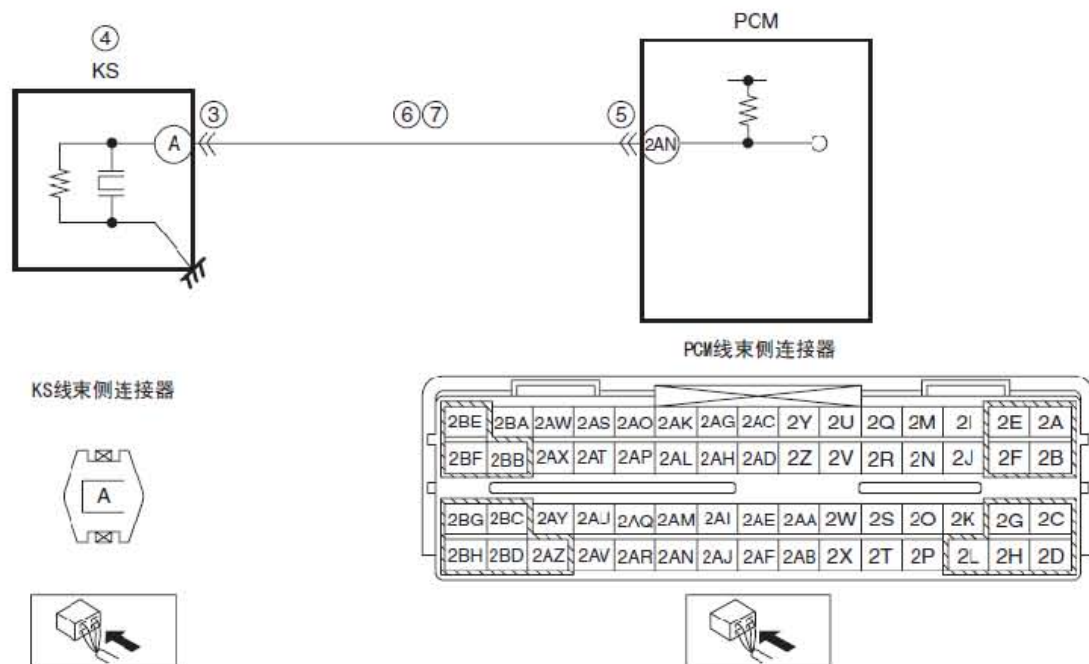 PCM
④
KS
③
⑥⑦
⑤
A
2AN
PCM线束侧连接器
KS线束侧连接器
A
2BE 2BA 2AW 2AS 2AO 2AK 2AG 2AC 2Y 2U 2Q 2M 2I 2E 2A
2BF 2BB 2AX 2AT 2AP 2AL 2AH 2AD 2Z 2V 2R 2N 2J 2F 2B
2BG 2BC 2AY 2AU 2AQ 2AM 2AI 2AE 2AA 2W 2S 2O 2K 2G 2C
2BH 2BD 2AZ 2AV 2AR 2AN 2AJ 2AF 2AB 2X 2T 2P 2L 2H 2D